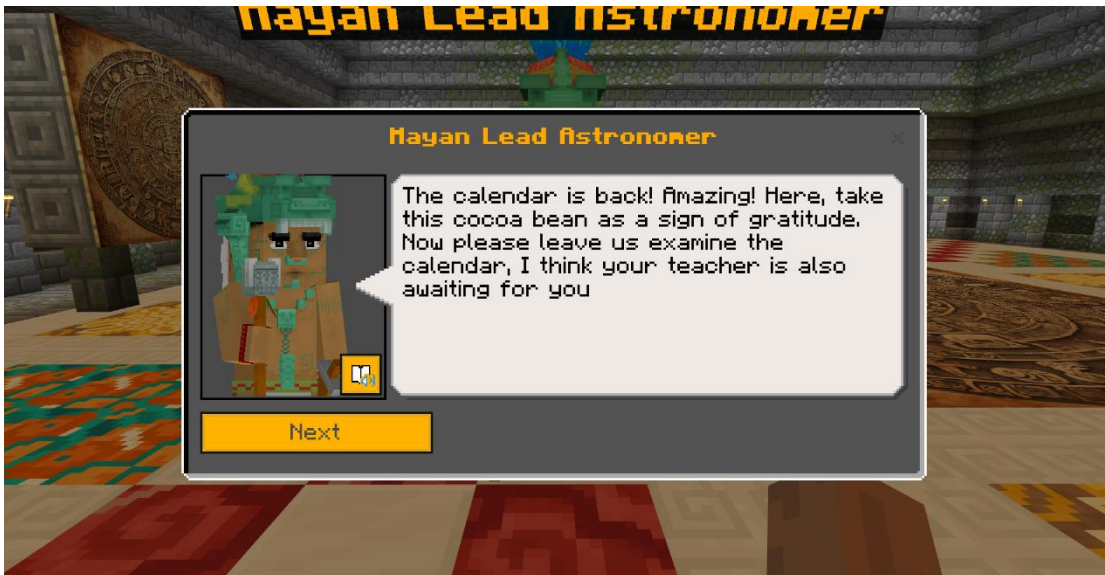 Mayan Lead Astronomer
Mayan Lead Astronomer
The calendar is back! Amazing! Here, take
this cocoa bean as a sign of gratitude.
Now please leave us examine the
calendar, I think your teacher is also
awaiting for you
Next